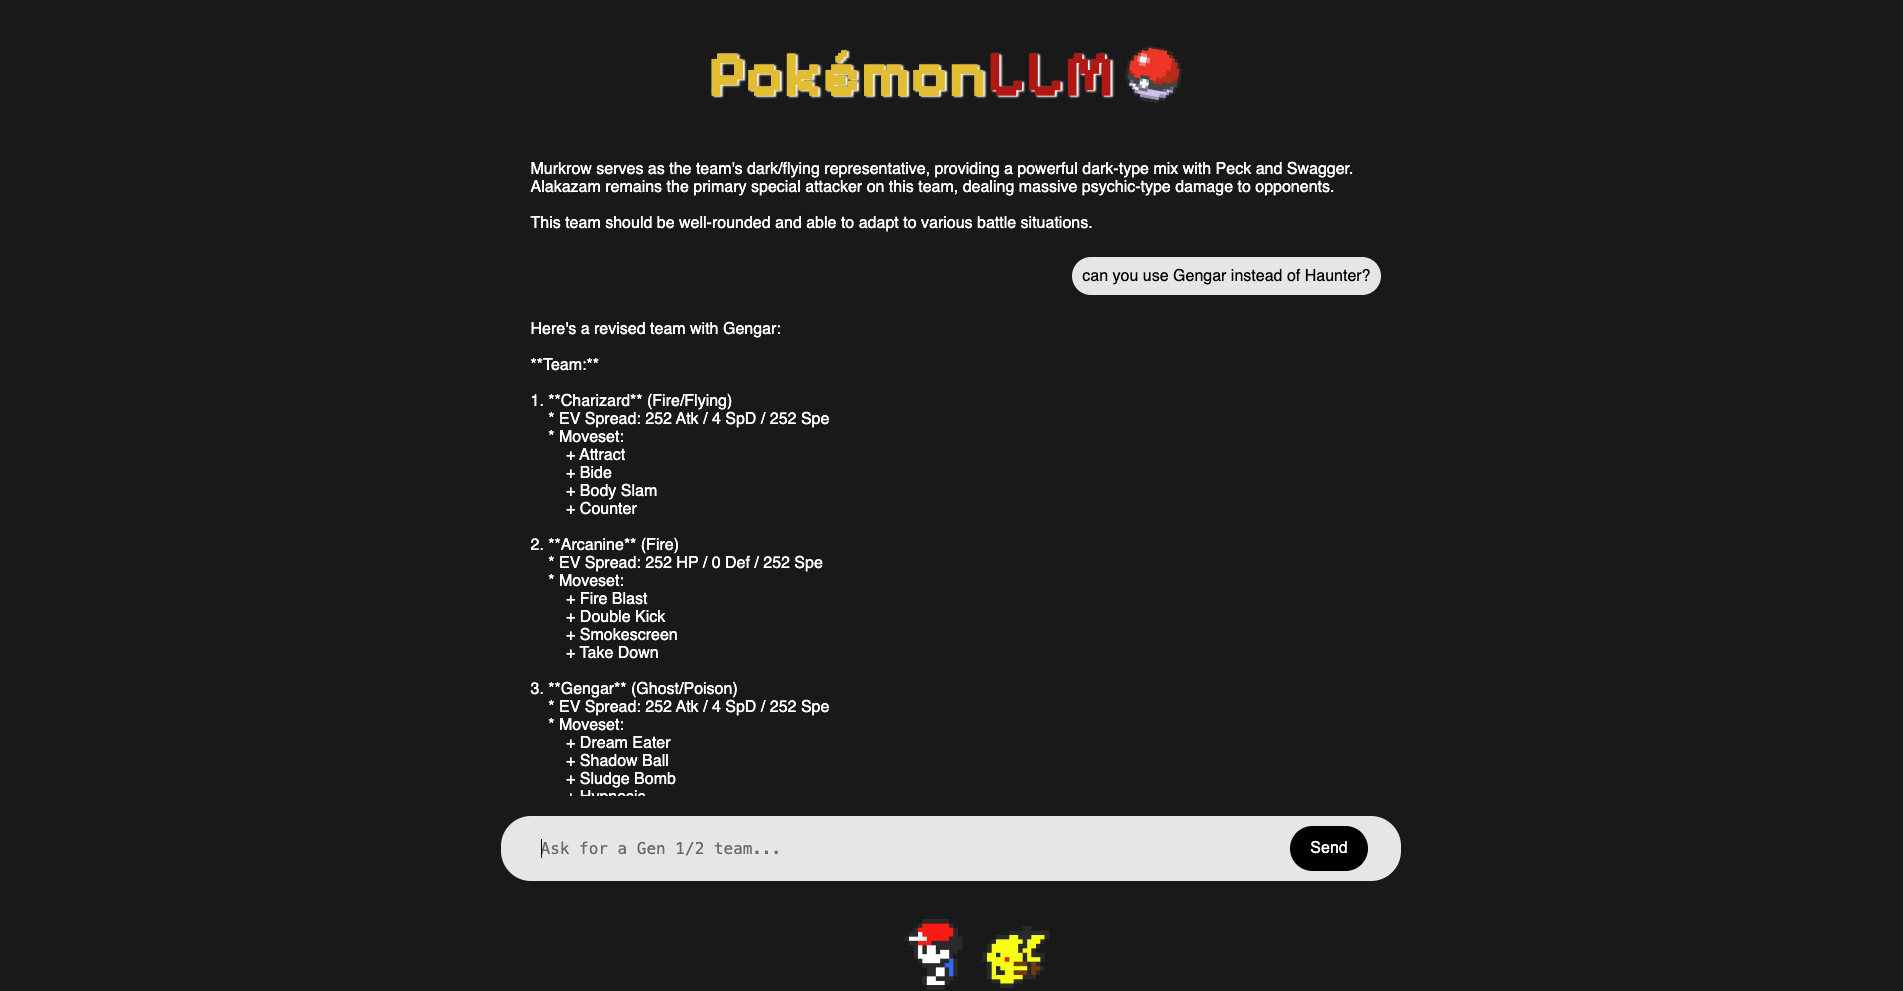 PokémonLLM
Murkrow serves as the team's dark/flying representative, providing a powerful dark-type mix with Peck and Swagger.
Alakazam remains the primary special attacker on this team, dealing massive psychic-type damage to opponents.
This team should be well-rounded and able to adapt to various battle situations.
can you use Gengar instead of Haunter?
Here's a revised team with Gengar:
**Team:**
1. **Charizard** (Fire/Flying)
* EV Spread: 252 Atk / 4 SpD / 252 Spe
* Moveset:
+ Attract
+ Bide
+ Body Slam
+ Counter
2. **Arcanine** (Fire)
* EV Spread: 252 HP / 0 Def / 252 Spe
* Moveset:
+ Fire Blast
+ Double Kick
+ Smokescreen
+ Take Down
3. **Gengar** (Ghost/Poison)
* EV Spread: 252 Atk / 4 SpD / 252 Spe
* Moveset:
+ Dream Eater
+ Shadow Ball
+ Sludge Bomb
+ Hypnosis
Ask for a Gen 1/2 team...
Send